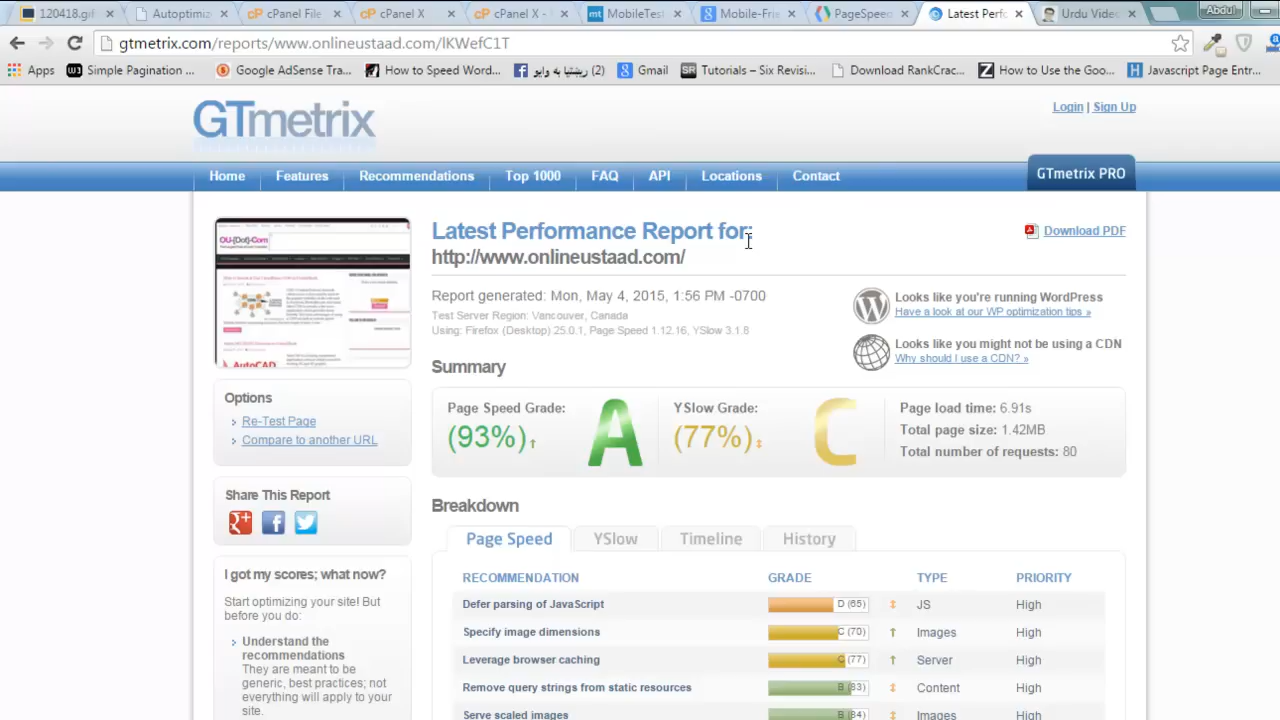 120418.gif
Autoptimiz
cPanel File
cPanel X
cPanel X -
MobileTes
Mobile-Frie
PageSpeed
Latest Perfo
Urdu Video
Abdul
gtmetrix.com/reports/www.onlineustaad.com/lKWefC1T
Apps
Simple Pagination ...
Google AdSense Tra...
How to Speed Word...
(2)
Gmail
Tutorials – Six Revisi...
Download RankCrac...
How to Use the Goo...
Javascript Page Entr...
GTmetrix
Login | Sign Up
Home
Features
Recommendations
Top 1000
FAQ
API
Locations
Contact
GTmetrix PRO
OU-[Dot]-Com
AutoCAD
Latest Performance Report for:
http://www.onlineustaad.com/
Download PDF
Report generated: Mon, May 4, 2015, 1:56 PM -0700
Test Server Region: Vancouver, Canada
Using: Firefox (Desktop) 25.0.1, Page Speed 1.12.16, YSlow 3.1.8
Looks like you're running WordPress
Have a look at our WP optimization tips »
Looks like you might not be using a CDN
Why should I use a CDN? »
Summary
Page Speed Grade:
(93%)
A
YSlow Grade:
(77%)
C
Page load time: 6.91s
Total page size: 1.42MB
Total number of requests: 80
Options
Re-Test Page
Compare to another URL
Share This Report
I got my scores; what now?
Start optimizing your site! But
before you do:
Understand the
recommendations
They are meant to be
generic, best practices; not
everything will apply to your
site.
Breakdown
Page Speed
YSlow
Timeline
History
RECOMMENDATION GRADE TYPE PRIORITY
Defer parsing of JavaScript D (65) JS High
Specify image dimensions C (70) Images High
Leverage browser caching C (77) Server High
Remove query strings from static resources B (83) Content High
Serve scaled images B (84) Images High